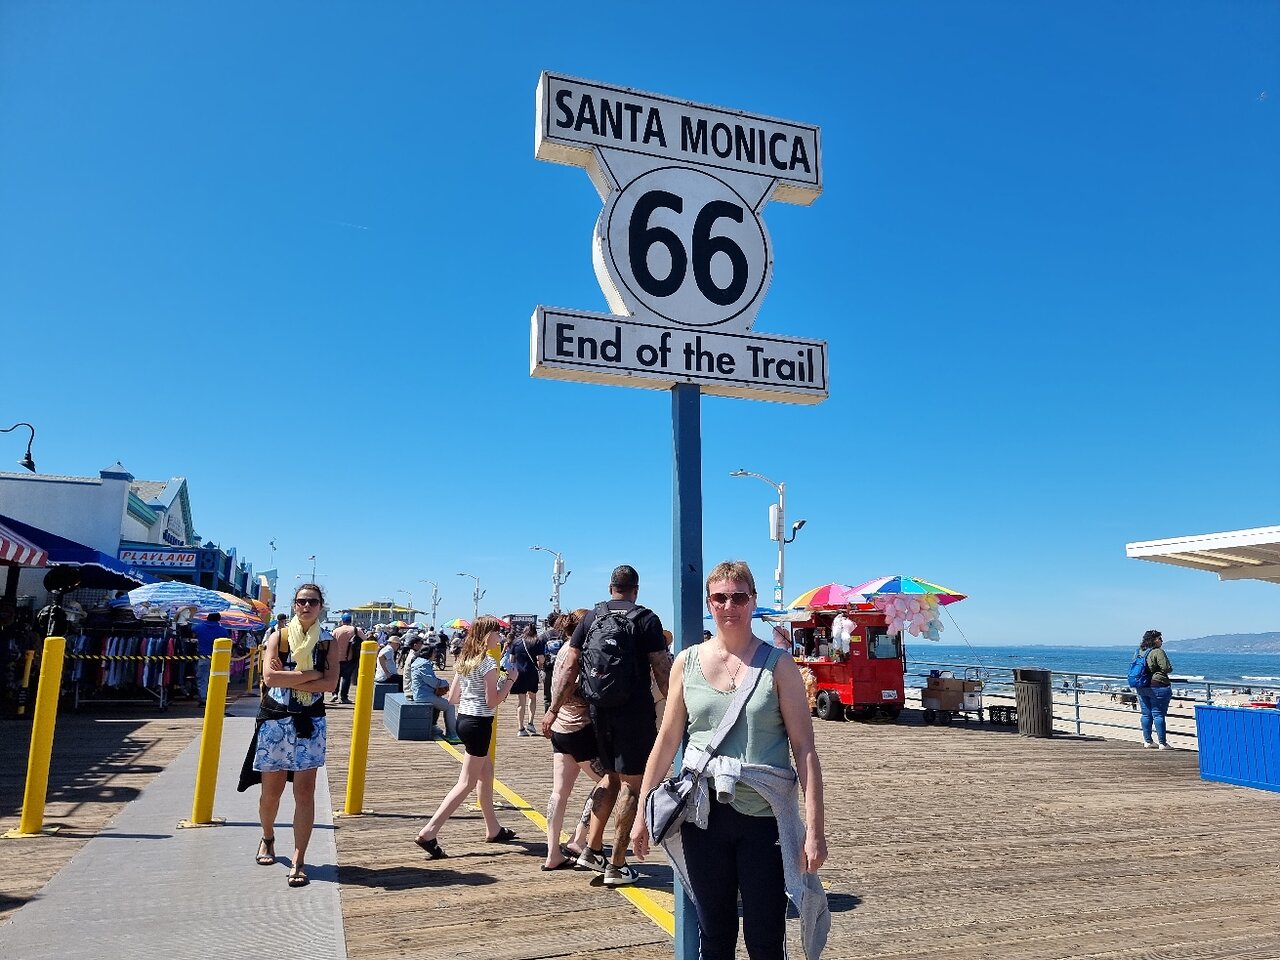 SANTA MONICA
66
End of the Trail
PLAYLAND